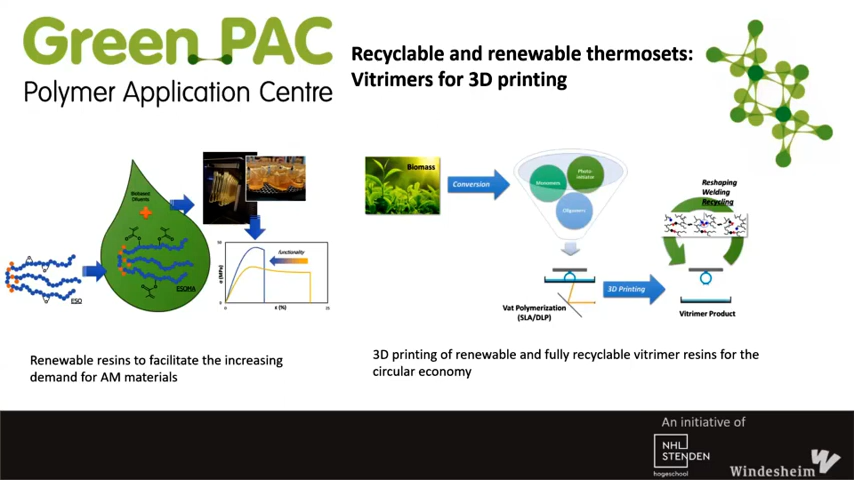 Green PAC
Polymer Application Centre
Recyclable and renewable thermosets:
Vitrimers for 3D printing
Biobased
Diluents
+
ESO
ESOMA
functionality
σ (MPa)
ε (%)
Biomass
Conversion
Monomers
Photo
initiator
Oligomers
Vat Polymerization
(SLA/DLP)
3D Printing
Reshaping
Welding
Recycling
Vitrimer Product
Renewable resins to facilitate the increasing
demand for AM materials
3D printing of renewable and fully recyclable vitrimer resins for the
circular economy
An initiative of
NHL
STENDEN
hogeschool
Windesheim